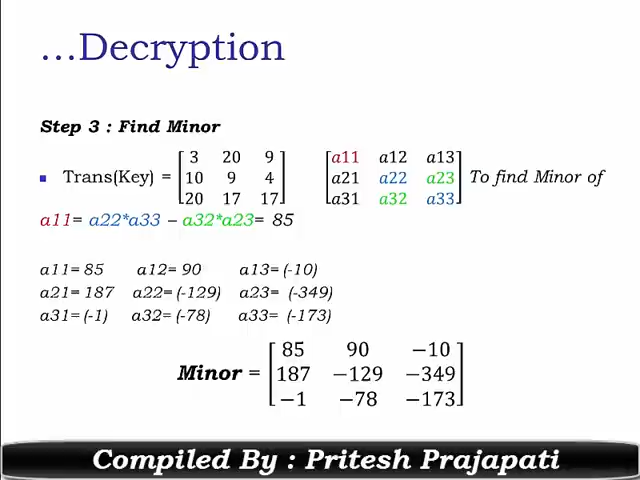 ...Decryption
Step 3 : Find Minor
▪ Trans(Key) = [3 20 9 a11 a12 a13
10 9 4 a21 a22 a23 To find Minor of
20 17 17] a31 a32 a33
a11= a22*a33 – a32*a23= 85
a11= 85 a12= 90 a13= (-10)
a21= 187 a22= (-129) a23= (-349)
a31= (-1) a32= (-78) a33= (-173)
85 90 −10
Minor = 187 −129 −349
−1 −78 −173
Compiled By : Pritesh Prajapati